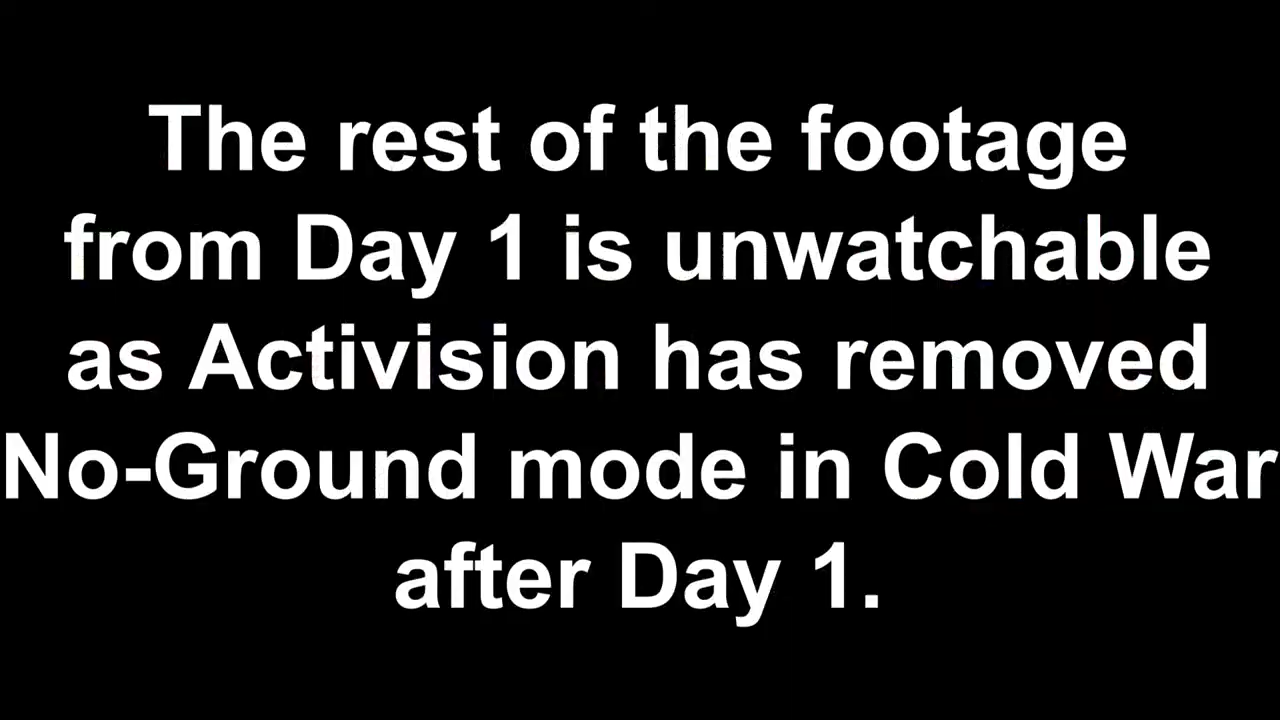 The rest of the footage
from Day 1 is unwatchable
as Activision has removed
No-Ground mode in Cold War
after Day 1.